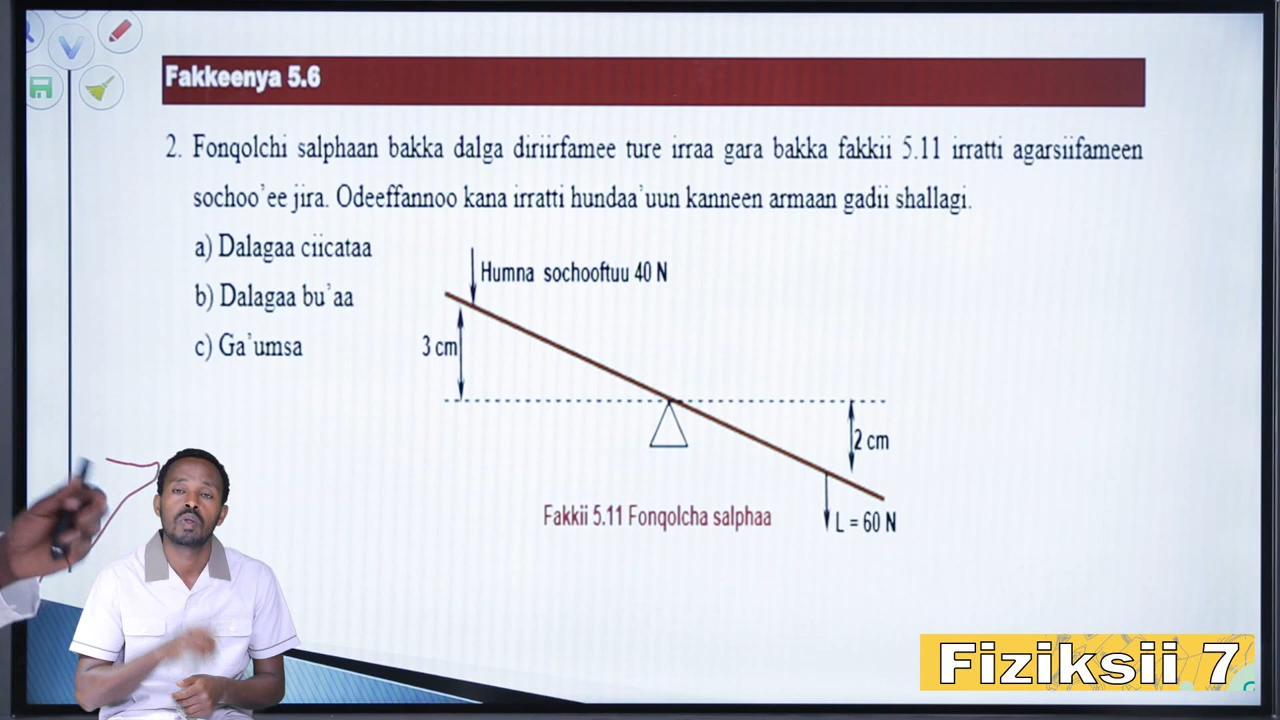 Fakkeenya 5.6
2. Fonqolchi salphaan bakka dalga diriirfamee ture irraa gara bakka fakkii 5.11 irratti agarsiifameen
sochoo'ee jira. Odeeffannoo kana irratti hundaa'uun kanneen armaan gadii shallagi.
a) Dalagaa ciicataa
Humna sochooftuu 40 N
b) Dalagaa bu'aa
c) Ga'umsa
3 cm
2 cm
Fakkii 5.11 Fonqolcha salphaa
L = 60 N
Fiziksii 7